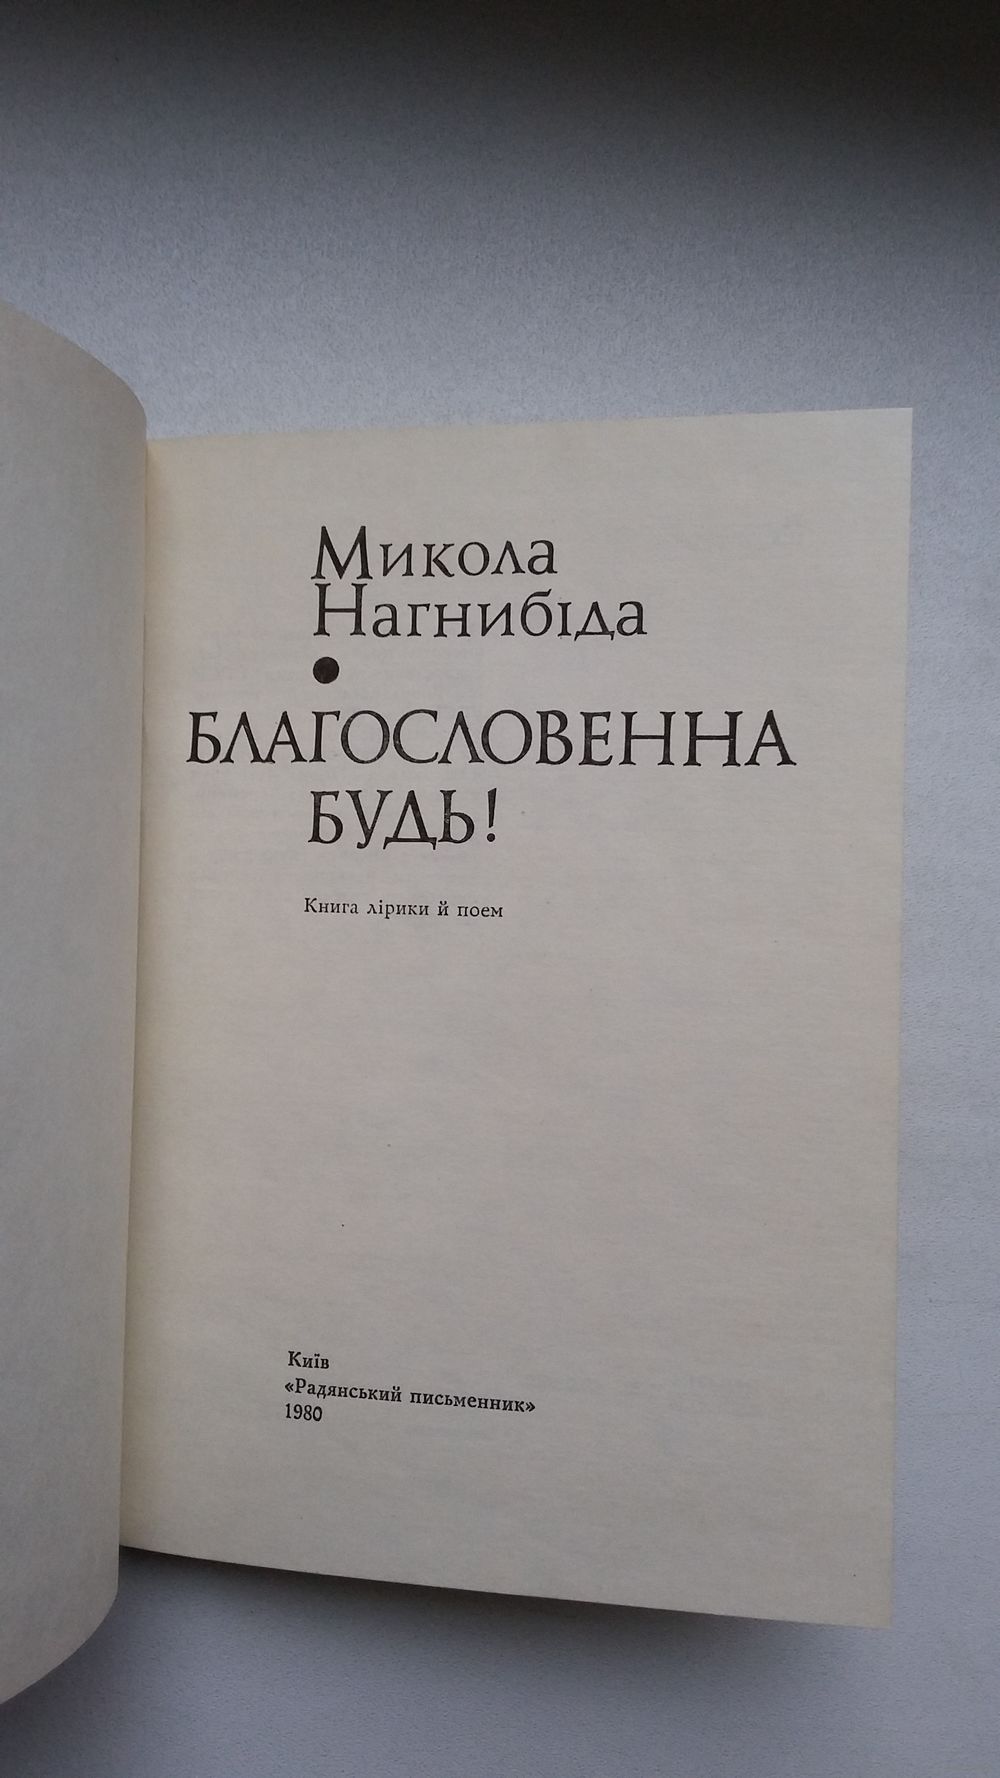 Микола
Нагнибіда
●
БЛАГОСЛОВЕННА
БУДЬ!
Книга лірики й поем
Київ
«Радянський письменник»
1980